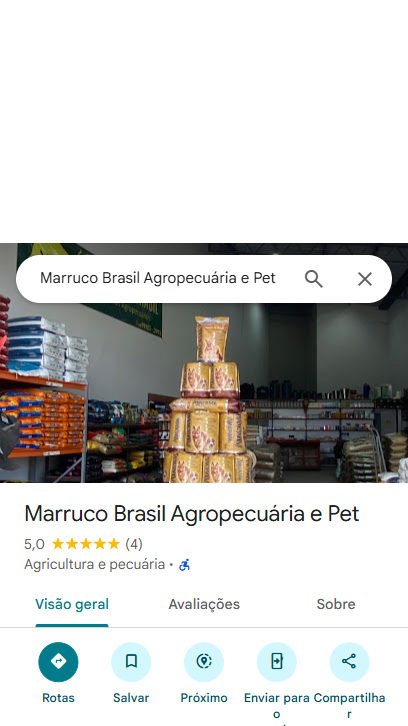 Marruco Brasil Agropecuária e Pet
Marruco Brasil Agropecuária e Pet
5,0 (4)
Agricultura e pecuária ·
Visão geral
Avaliações
Sobre
Rotas
Salvar
Próximo
Enviar para
o
Compartilha
r